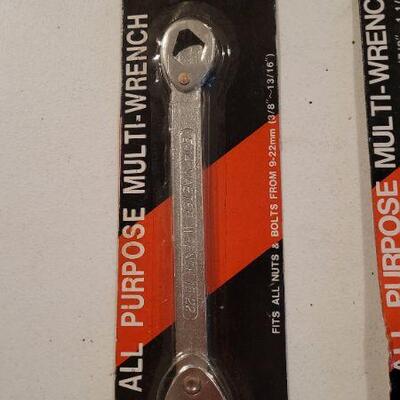 ALL PURPOSE MULTI-WRENCH
FITS ALL NUTS & BOLTS FROM 9-22mm (3/8"~13/16")
ALL PURPOSE MULTI-WRENCH